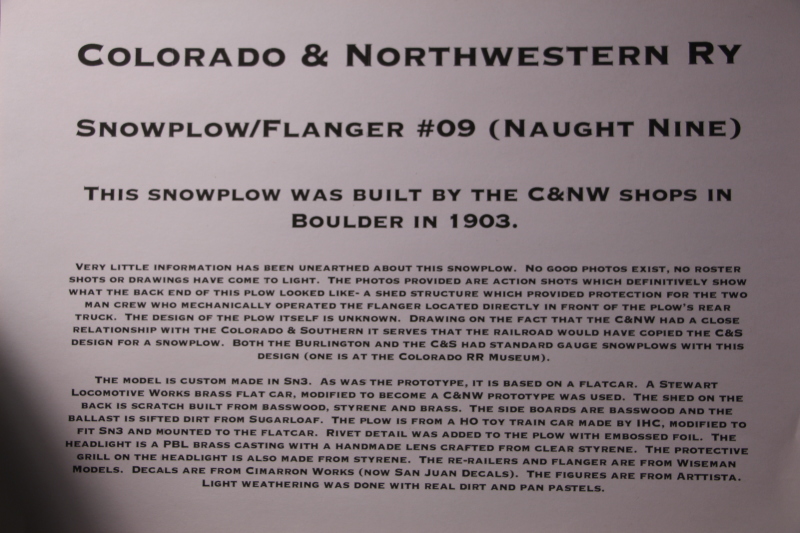 Colorado & Northwestern Ry
Snowplow/Flanger #09 (Naught Nine)
This snowplow was built by the C&NW shops in
Boulder in 1903.
Very little information has been unearthed about this snowplow. No good photos exist, no roster
shots or drawings have come to light. The photos provided are action shots which definitively show
what the back end of this plow looked like- a shed structure which provided protection for the two
man crew who mechanically operated the flanger located directly in front of the plow's rear
truck. The design of the plow itself is unknown. Drawing on the fact that the C&NW had a close
relationship with the Colorado & Southern it serves that the railroad would have copied the C&S
design for a snowplow. Both the Burlington and the C&S had standard gauge snowplows with this
design (one is at the Colorado RR Museum).
The model is custom made in Sn3. As was the prototype, it is based on a flatcar. A Stewart
Locomotive Works brass flat car, modified to become a C&NW prototype was used. The shed on the
back is scratch built from basswood, styrene and brass. The side boards are basswood and the
ballast is sifted dirt from Sugarloaf. The plow is from a HO toy train car made by IHC, modified to
fit Sn3 and mounted to the flatcar. Rivet detail was added to the plow with embossed foil. The
headlight is a PBL brass casting with a handmade lens crafted from clear styrene. The protective
grill on the headlight is also made from styrene. The re-railers and flanger are from Wiseman
Models. Decals are from Cimarron Works (now San Juan Decals). The figures are from Arttista.
Light weathering was done with real dirt and pan pastels.